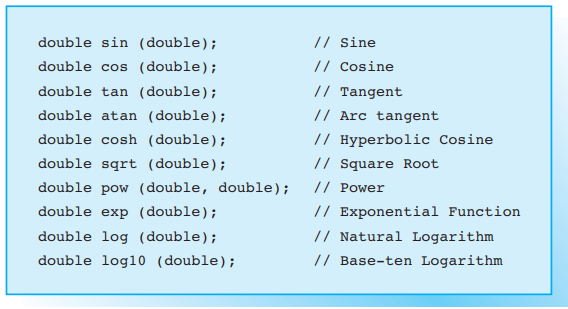 double sin (double); // Sine
double cos (double); // Cosine
double tan (double); // Tangent
double atan (double); // Arc tangent
double cosh (double); // Hyperbolic Cosine
double sqrt (double); // Square Root
double pow (double, double); // Power
double exp (double); // Exponential Function
double log (double); // Natural Logarithm
double log10 (double); // Base-ten Logarithm